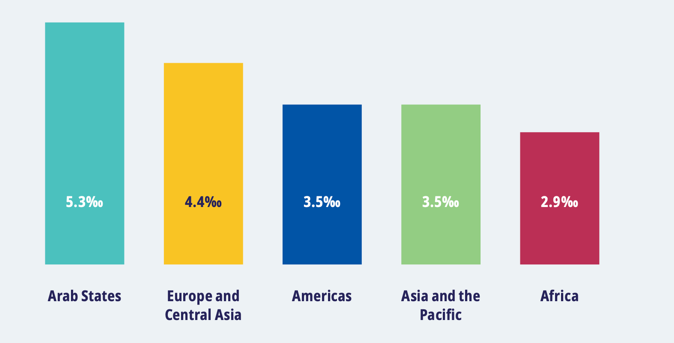 5.3‰
4.4‰
3.5‰
3.5‰
2.9‰
Arab States
Europe and
Central Asia
Americas
Asia and the
Pacific
Africa